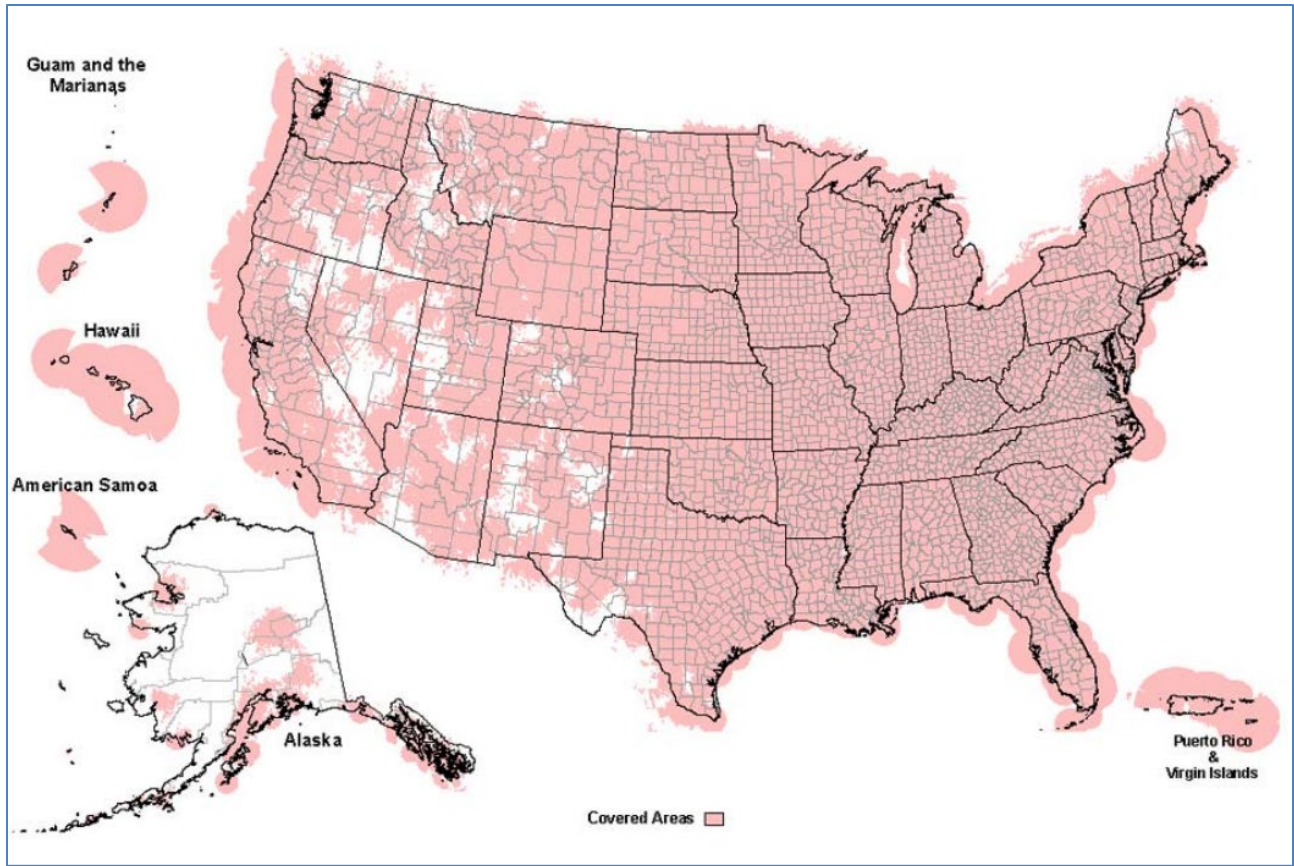 Guam and the
Marianas
Hawaii
American Samoa
Alaska
Puerto Rico
&
Virgin Islands
Covered Areas